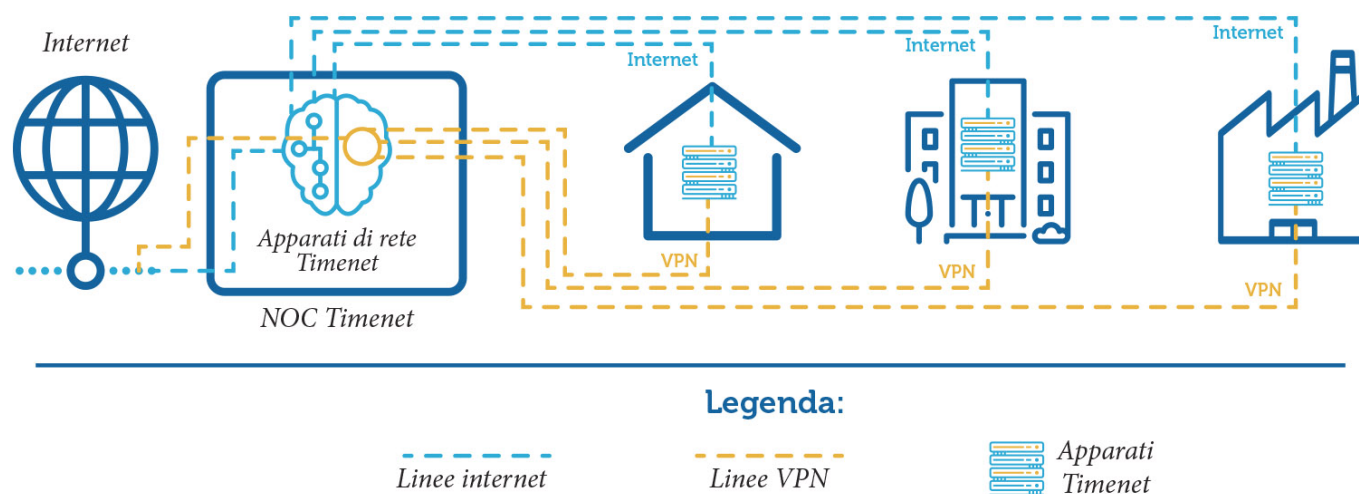 Internet
Internet
Internet
Internet
Apparati di rete
Timenet
NOC Timenet
VPN
VPN
VPN
Legenda:
Linee internet
Linee VPN
Apparati
Timenet